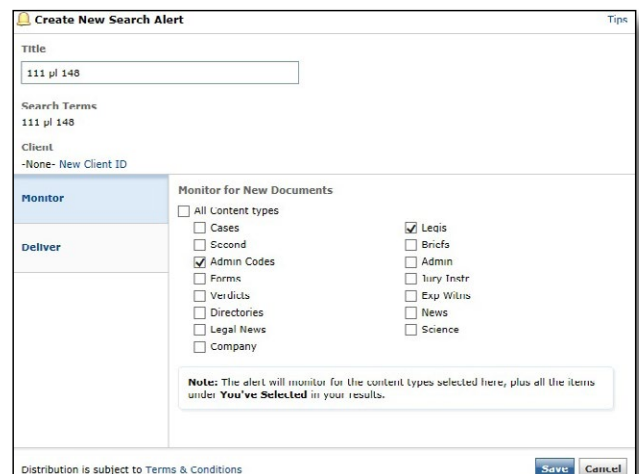 Create New Search Alert
Tips
Title
111 pl 148
Search Terms
111 pl 148
Client
-None- New Client ID
Monitor
Deliver
Monitor for New Documents
All Content types
Cases
Second
Admin Codes
Forms
Verdicts
Directories
Legal News
Company
Legis
Briefs
Admin
Jury Instr
Exp Witns
News
Science
Note: The alert will monitor for the content types selected here, plus all the items
under You've Selected in your results.
Distribution is subject to Terms & Conditions
Save
Cancel